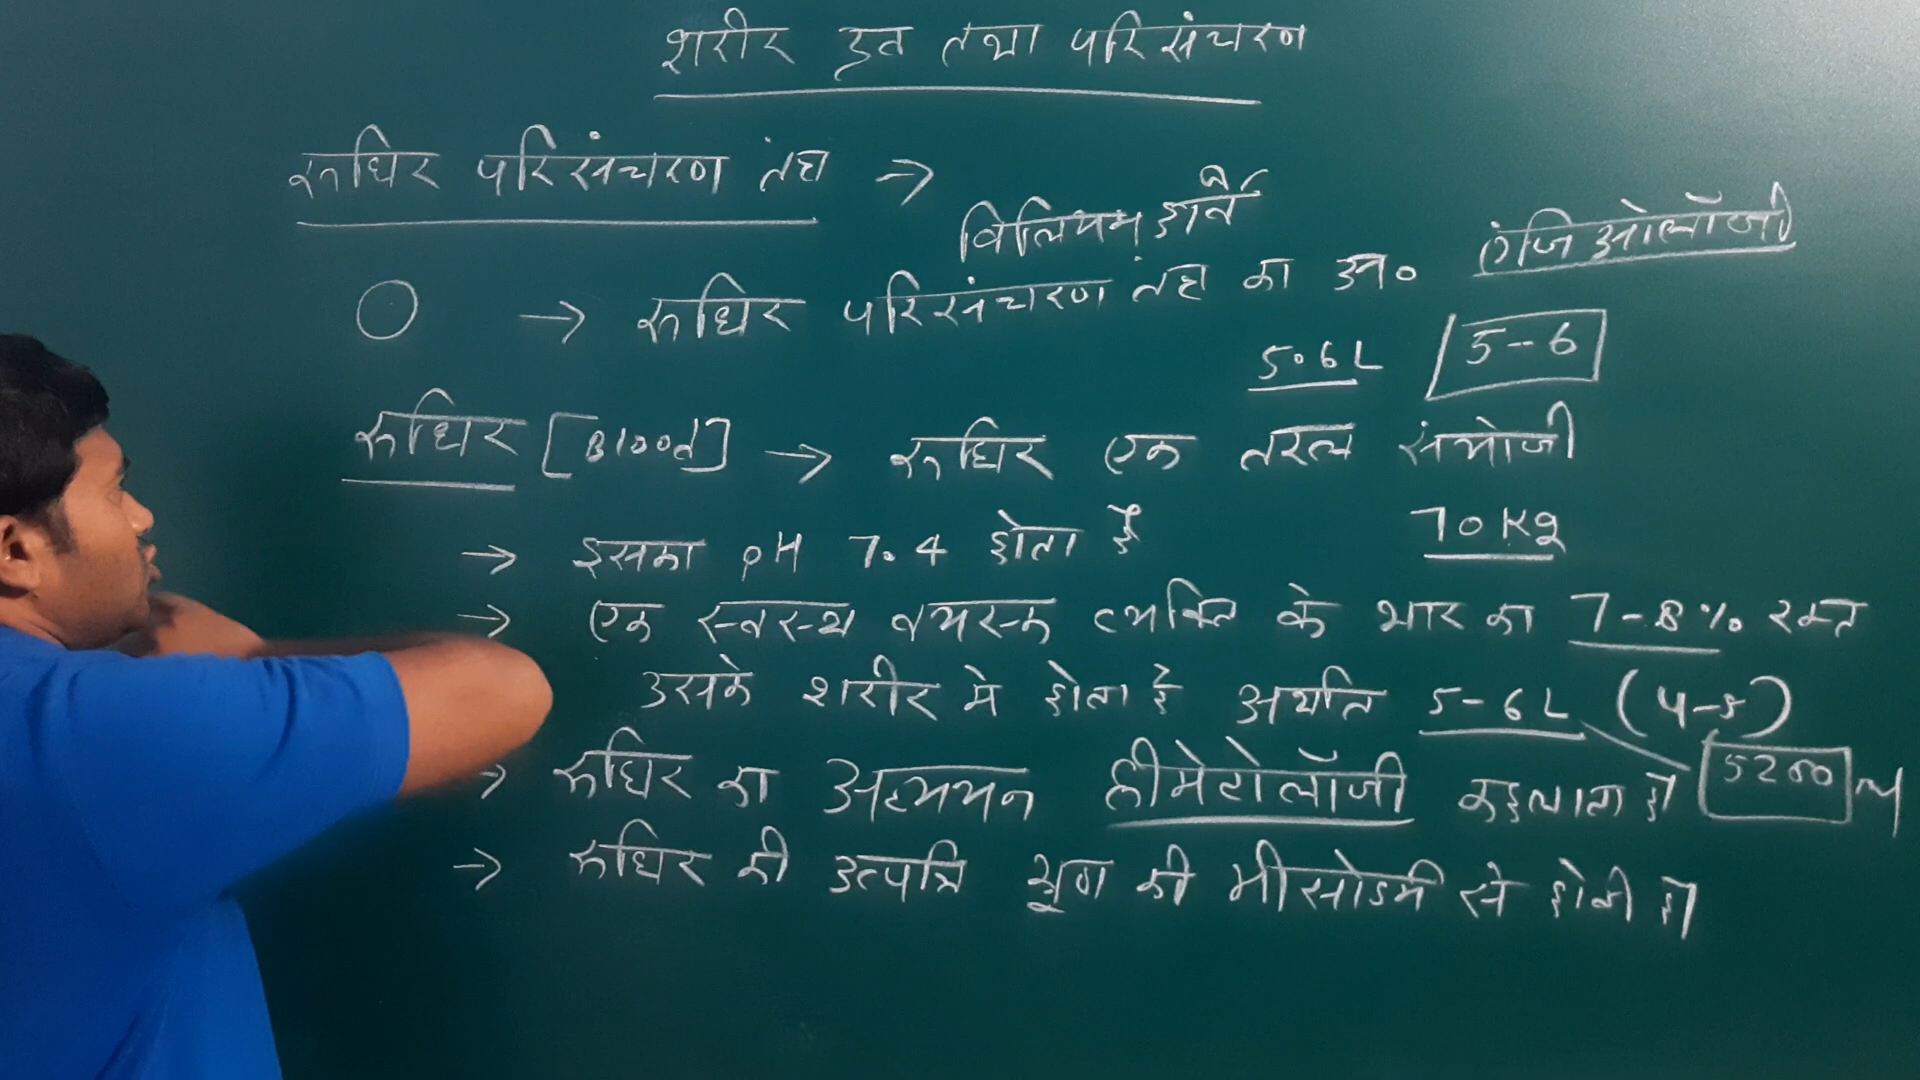 शरीर द्रव तथा परिसंचरण
रुधिर परिसंचरण तंत्र →
विलियम हार्वे
→ रुधिर परिसंचरण तंत्र का अध० एंजिओलॉजी
5.6L 5-6
रुधिर [Blood] → रुधिर एक तरल संयोजी
→ इसका pH 7.4 होता है 70 Kg
→ एक स्वस्थ वयस्क व्यक्ति के भार का 7-8% रक्त
उसके शरीर मे होता है अर्थात 5-6L (4-5)
→ रुधिर का अध्ययन हीमेटोलॉजी कहलाता है। 5200 ml
→ रुधिर की उत्पत्ति भ्रूण की मीसोडर्म से होती है।